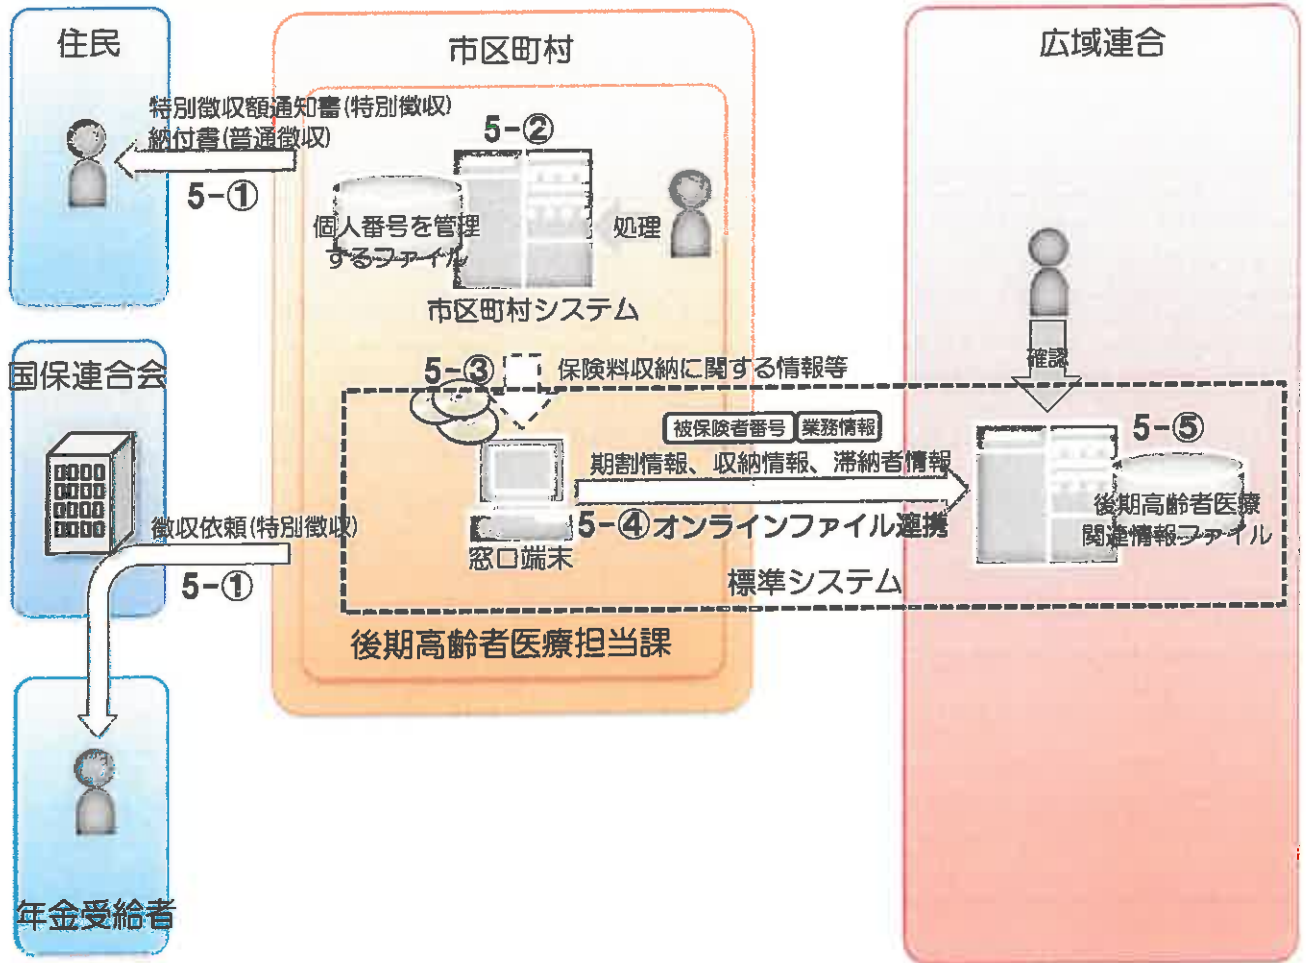 住民
特別徴収額通知書(特別徴収)
納付書(普通徴収)
5-①
国保連合会
徴収依頼(特別徴収)
5-①
年金受給者
市区町村
5-②
個人番号を管理
するファイル
処理
市区町村システム
5-③
保険料収納に関する情報等
被保険者番号 業務情報
期割情報、収納情報、滞納者情報
5-④オンラインファイル連携
窓口端末
標準システム
後期高齢者医療担当課
広域連合
確認
5-⑤
後期高齢者医療
関連情報ファイル